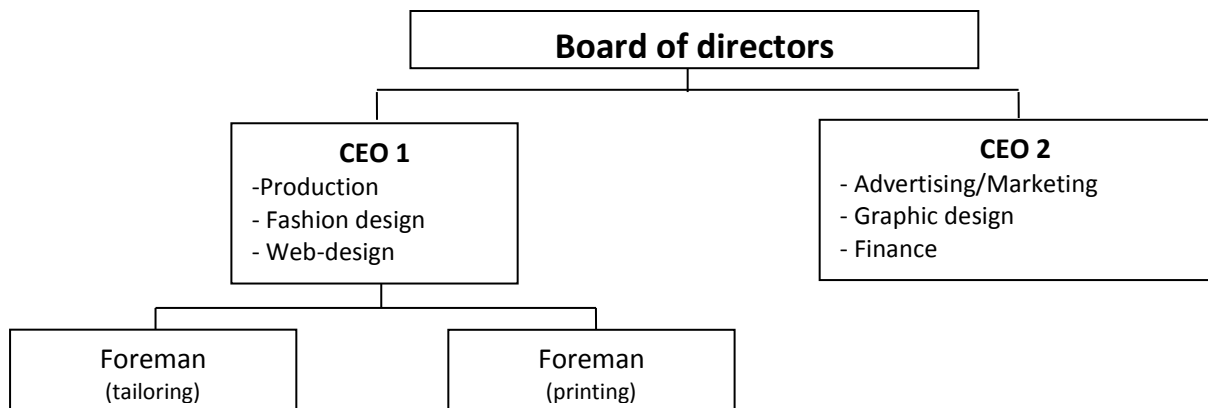 Board of directors
CEO 1
-Production
- Fashion design
- Web-design
CEO 2
- Advertising/Marketing
- Graphic design
- Finance
Foreman
(tailoring)
Foreman
(printing)